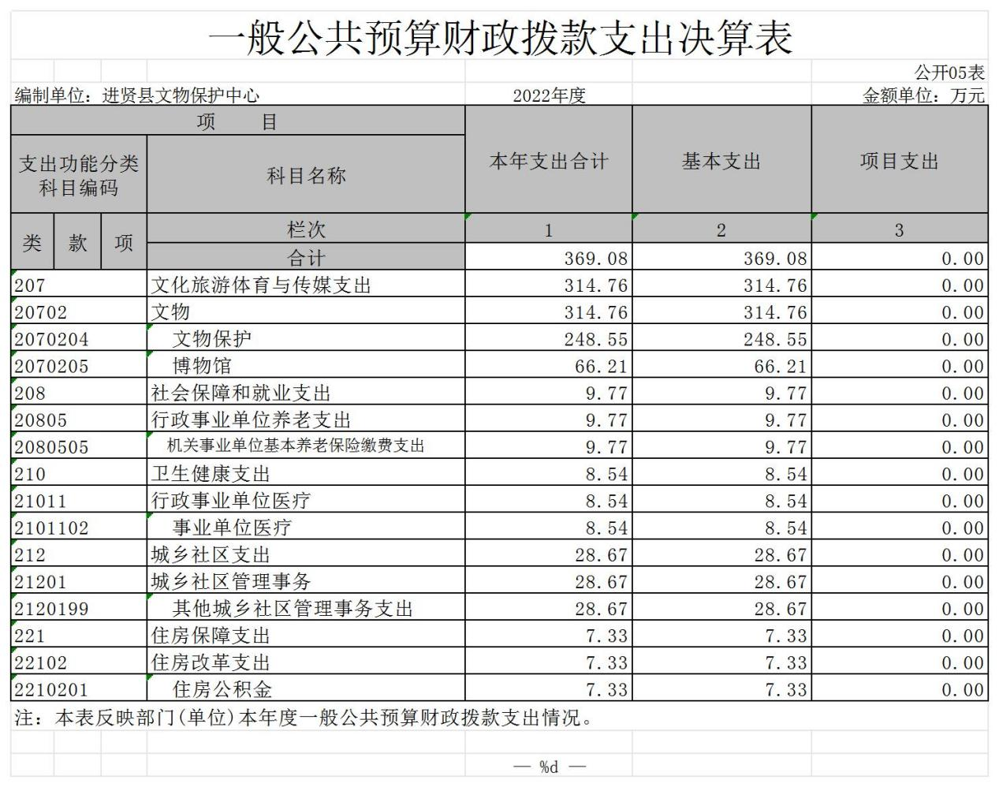 一般公共预算财政拨款支出决算表
公开05表
编制单位：进贤县文物保护中心 2022年度 金额单位：万元
项 目 本年支出合计 基本支出 项目支出
支出功能分类科目编码 科目名称
类 款 项 栏次 1 2 3
合计 369.08 369.08 0.00
207 文化旅游体育与传媒支出 314.76 314.76 0.00
20702 文物 314.76 314.76 0.00
2070204 文物保护 248.55 248.55 0.00
2070205 博物馆 66.21 66.21 0.00
208 社会保障和就业支出 9.77 9.77 0.00
20805 行政事业单位养老支出 9.77 9.77 0.00
2080505 机关事业单位基本养老保险缴费支出 9.77 9.77 0.00
210 卫生健康支出 8.54 8.54 0.00
21011 行政事业单位医疗 8.54 8.54 0.00
2101102 事业单位医疗 8.54 8.54 0.00
212 城乡社区支出 28.67 28.67 0.00
21201 城乡社区管理事务 28.67 28.67 0.00
2120199 其他城乡社区管理事务支出 28.67 28.67 0.00
221 住房保障支出 7.33 7.33 0.00
22102 住房改革支出 7.33 7.33 0.00
2210201 住房公积金 7.33 7.33 0.00
注：本表反映部门(单位)本年度一般公共预算财政拨款支出情况。
— %d —